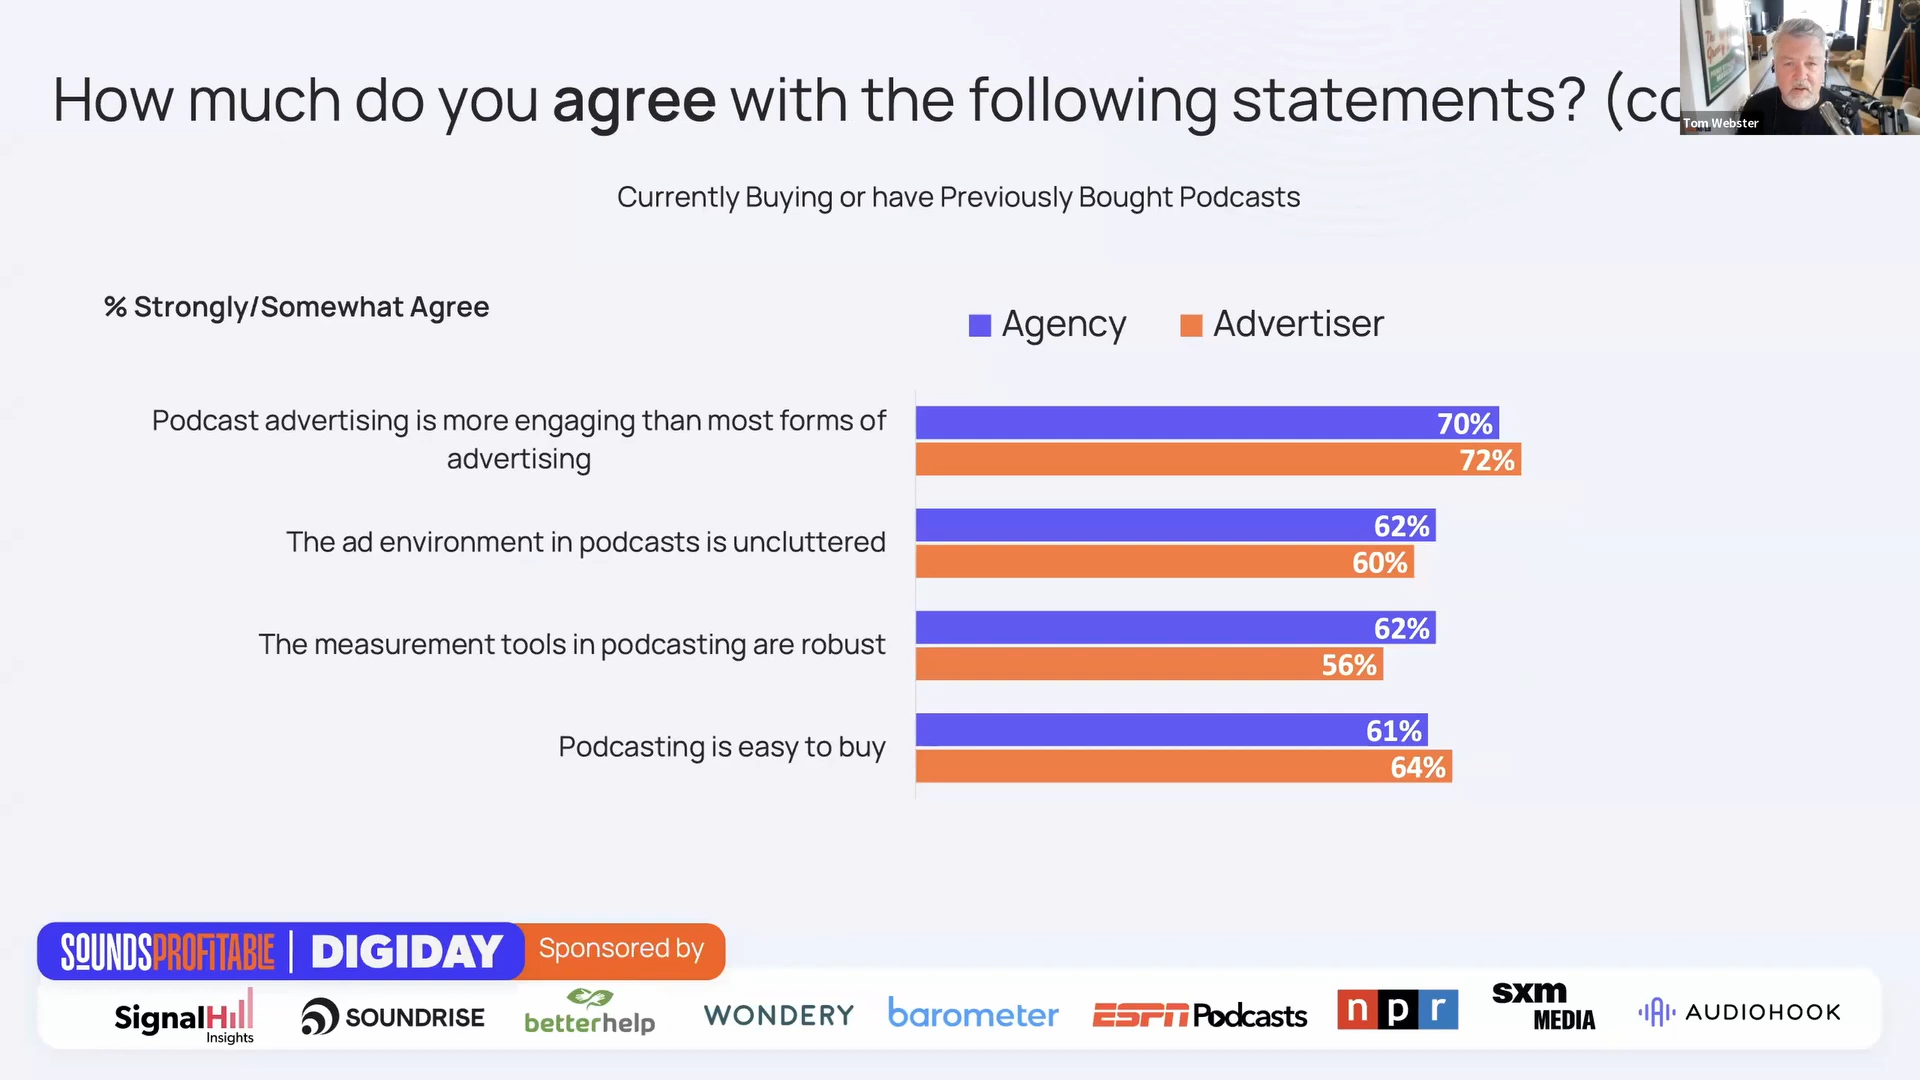 How much do you agree with the following statements? (co
Tom Webster
Currently Buying or have Previously Bought Podcasts
% Strongly/Somewhat Agree
Agency
Advertiser
Podcast advertising is more engaging than most forms of
advertising
70%
72%
The ad environment in podcasts is uncluttered
62%
60%
The measurement tools in podcasting are robust
62%
56%
Podcasting is easy to buy
61%
64%
SOUNDSPROFITABLE | DIGIDAY
Sponsored by
SignalHill
Insights
SOUNDRISE
betterhelp
WONDERY
barometer
ESPN Podcasts
npr
sxm
MEDIA
AUDIOHOOK